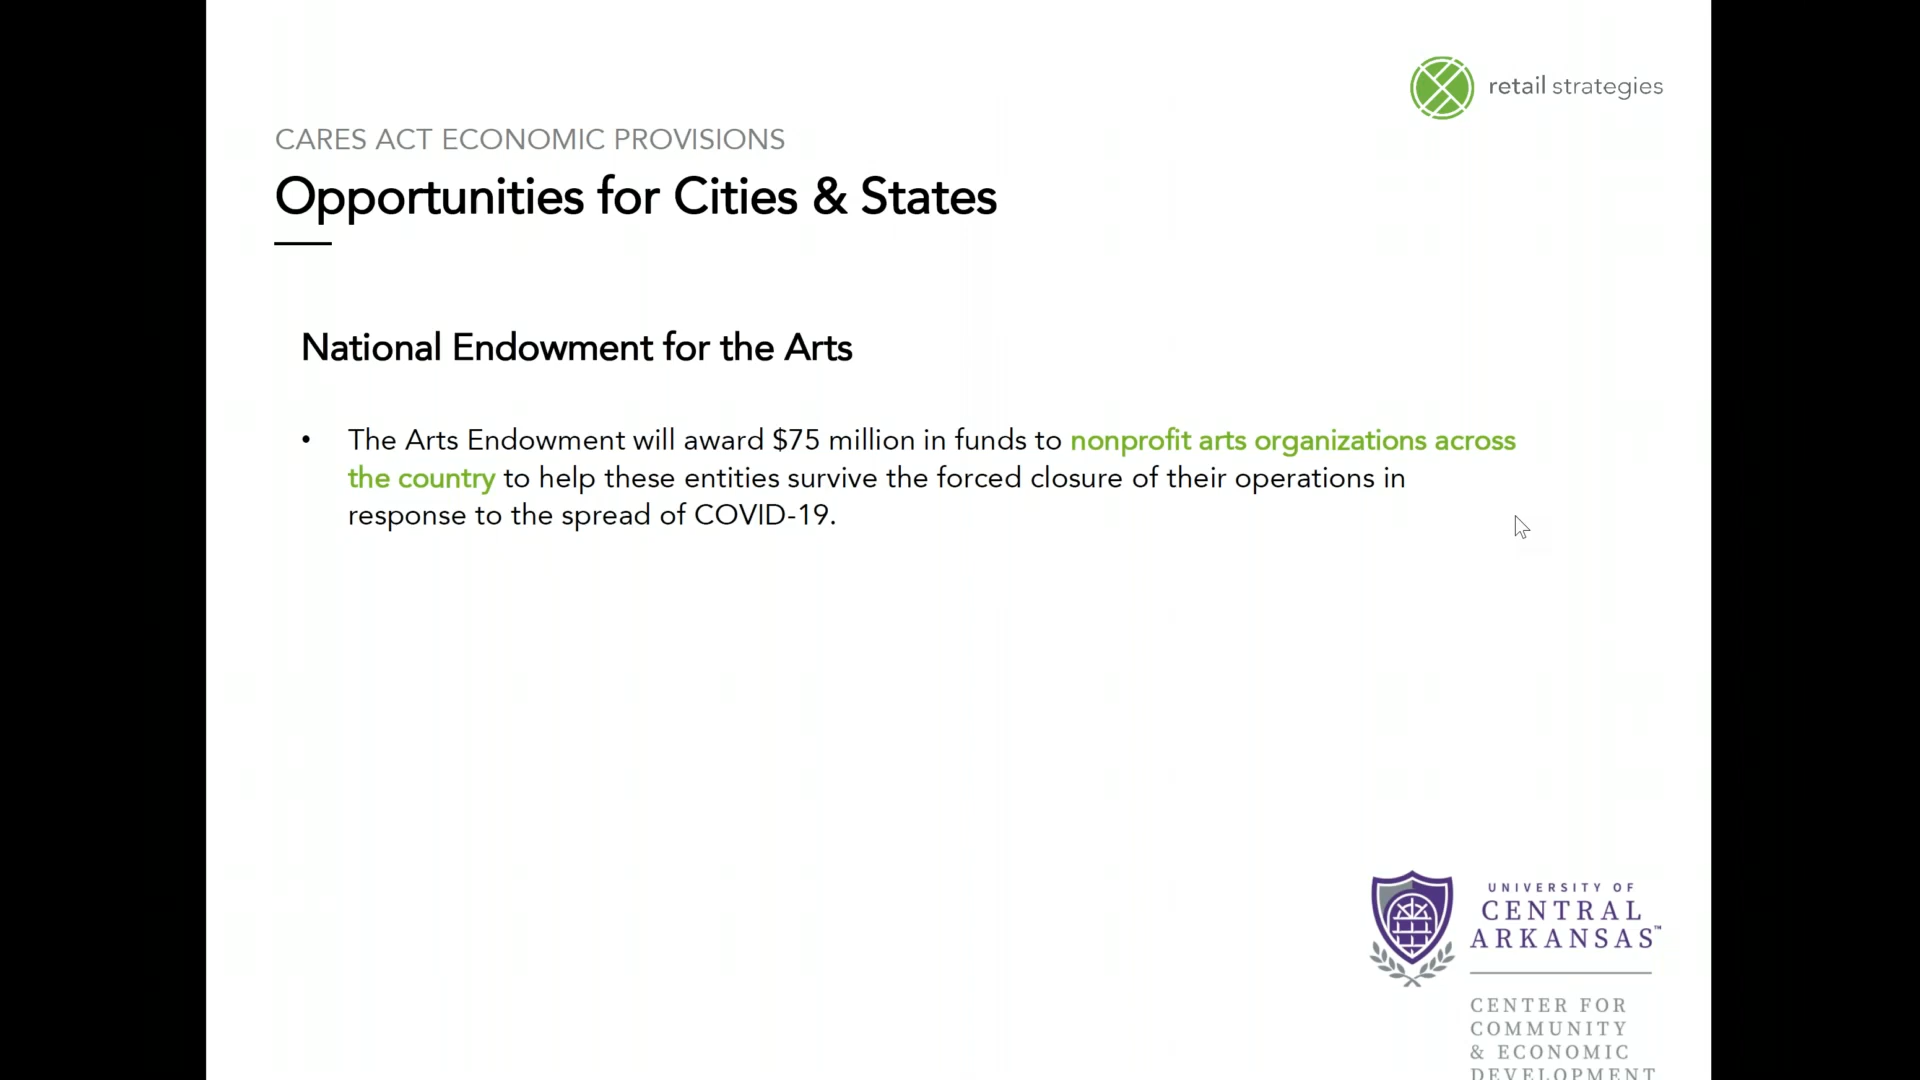 retail strategies
CARES ACT ECONOMIC PROVISIONS
Opportunities for Cities & States
National Endowment for the Arts
• The Arts Endowment will award $75 million in funds to nonprofit arts organizations across
the country to help these entities survive the forced closure of their operations in
response to the spread of COVID-19.
UNIVERSITY OF
CENTRAL
ARKANSAS™
CENTER FOR
COMMUNITY
& ECONOMIC
DEVELOPMENT